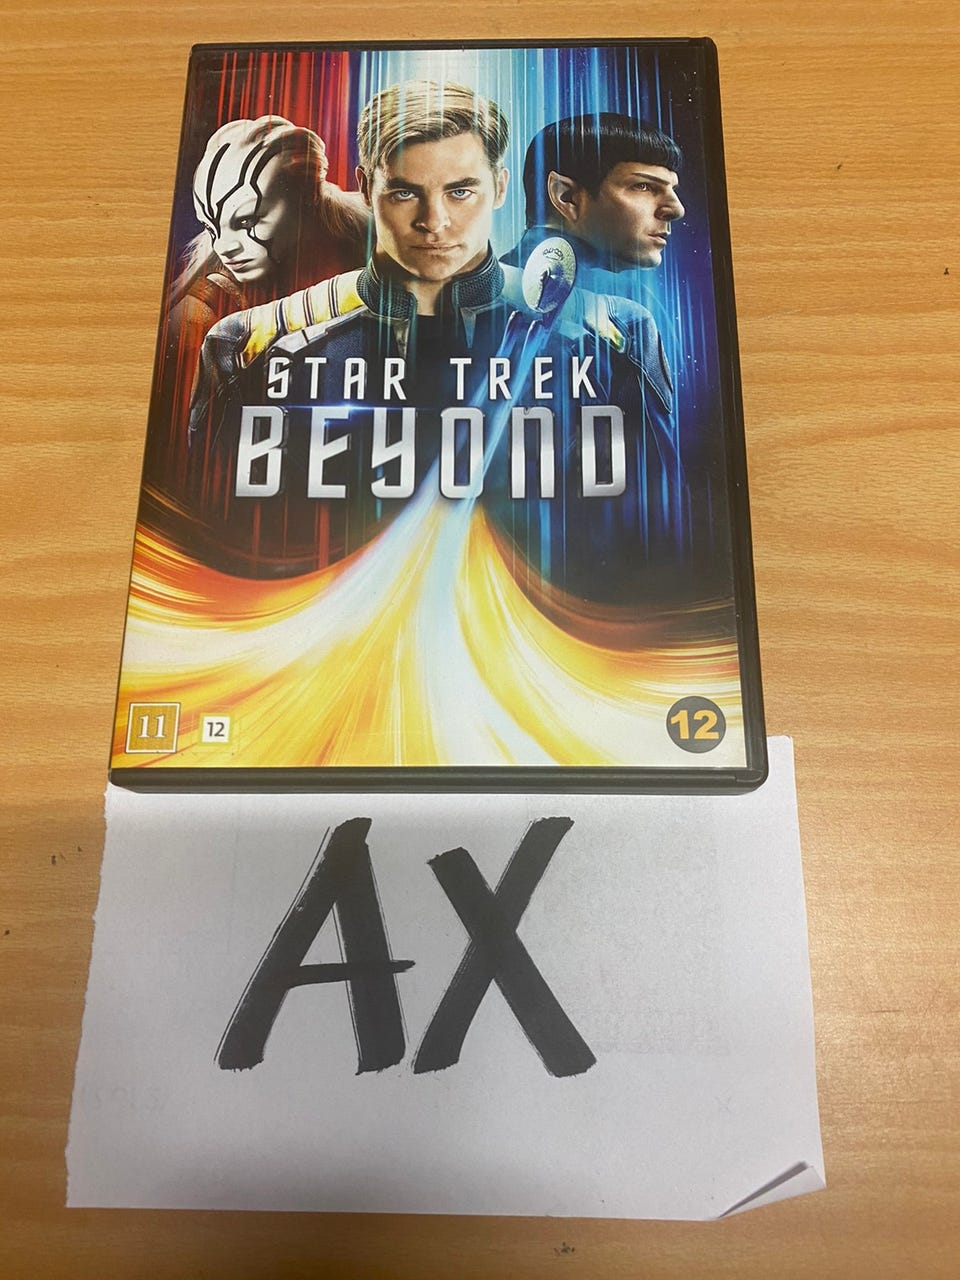 STAR TREK
BEYOND
11 12 12
AX